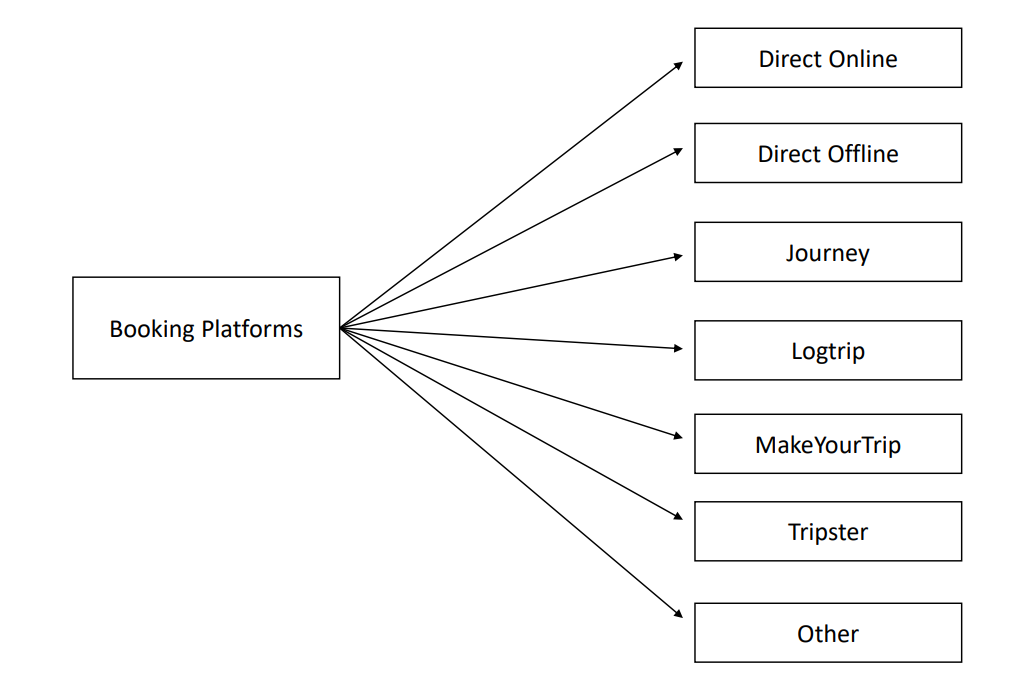 Direct Online
Direct Offline
Journey
Booking Platforms
Logtrip
MakeYourTrip
Tripster
Other